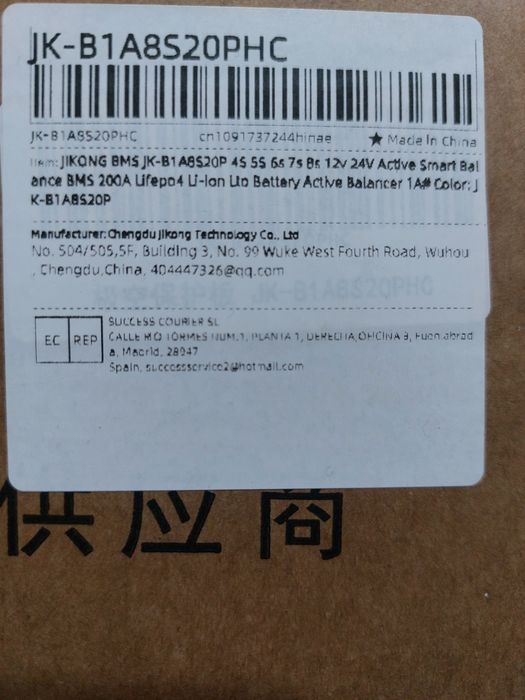 JK-B1A8S20PHC
JK-B1A8S20PHC cn1091737244hinae ★ Made In China
Item: JIKONG BMS JK-B1A8S20P 4S 5S 6s 7s 8s 12v 24V Active Smart Bal
ance BMS 200A Lifepo4 Li-Ion Lto Battery Active Balancer 1A# Color: J
K-B1A8S20P
Manufacturer:Chengdu Jikong Technology Co., Ltd
No. 504/505,5F, Building 3, No. 99 Wuke West Fourth Road, Wuhou
, Chengdu,China, 404447326@qq.com
JK-B1A8S20PHC
EC REP
SUCCESS COURIER SL
CALLE RIO TORMES NUM.1, PLANTA 1, DERECHA,OFICINA 3, Fuenlabrad
a, Madrid, 28947
Spain, successservice2@hotmail.com
供应商